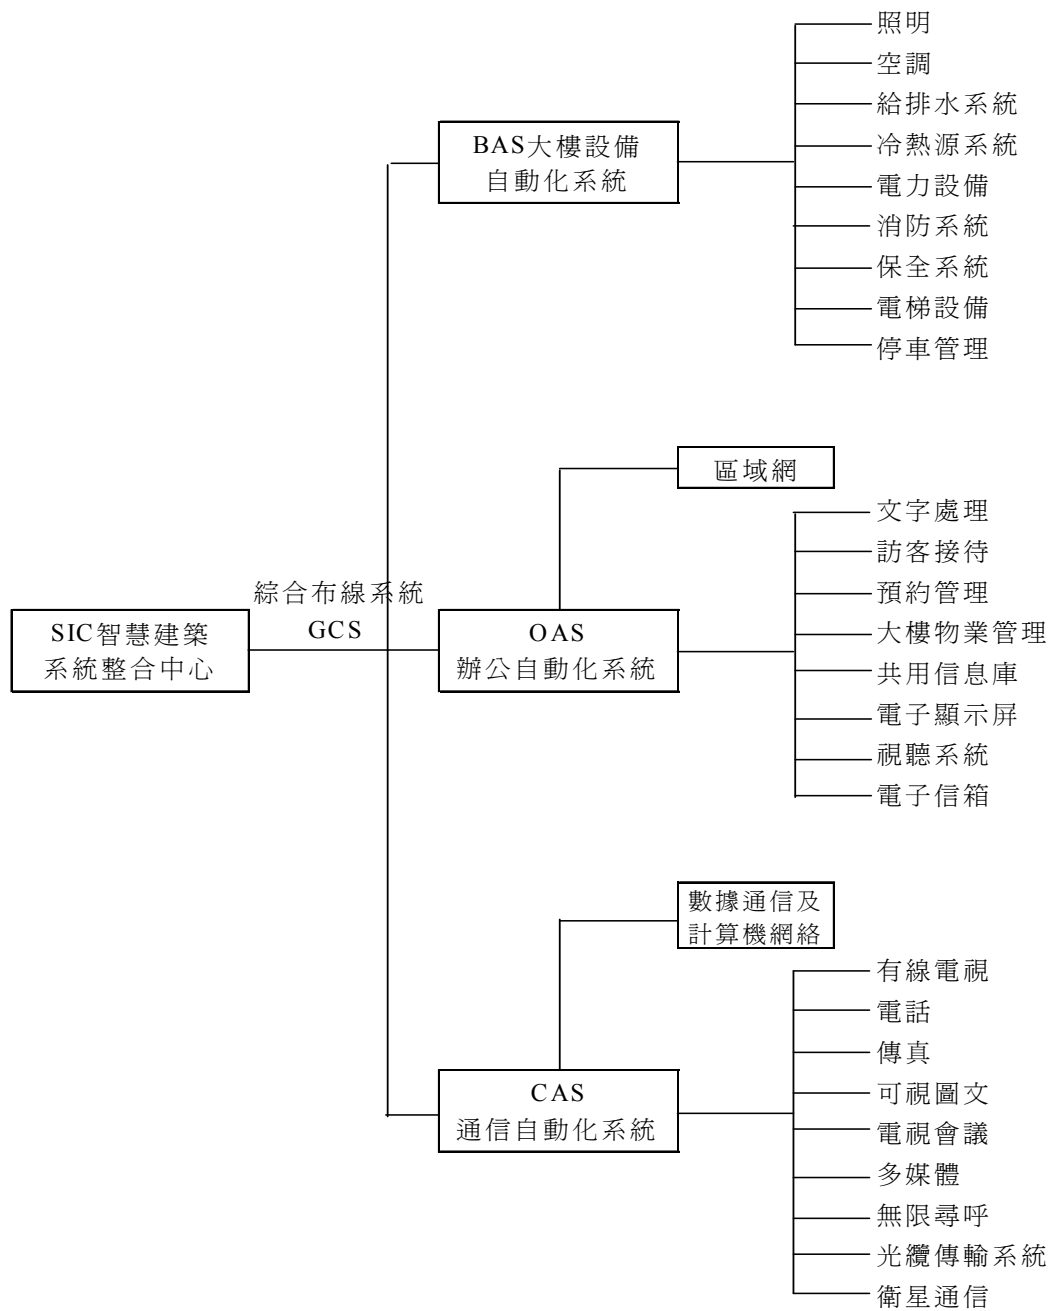 照明
空調
給排水系統
冷熱源系統
電力設備
消防系統
保全系統
電梯設備
停車管理
BAS大樓設備
自動化系統
區域網
文字處理
訪客接待
預約管理
大樓物業管理
共用信息庫
電子顯示屏
視聽系統
電子信箱
綜合布線系統
GCS
SIC智慧建築
系統整合中心
OAS
辦公自動化系統
數據通信及
計算機網絡
有線電視
電話
傳真
可視圖文
電視會議
多媒體
無限尋呼
光纜傳輸系統
衛星通信
CAS
通信自動化系統